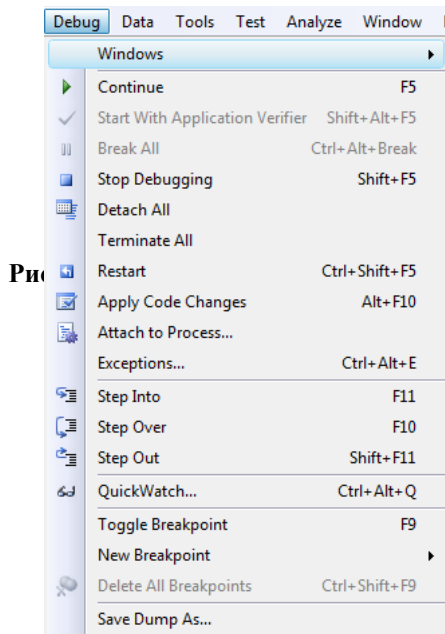 Debug Data Tools Test Analyze Window
Windows
Continue F5
Start With Application Verifier Shift+Alt+F5
Break All Ctrl+Alt+Break
Stop Debugging Shift+F5
Detach All
Terminate All
Рис
Restart Ctrl+Shift+F5
Apply Code Changes Alt+F10
Attach to Process...
Exceptions... Ctrl+Alt+E
Step Into F11
Step Over F10
Step Out Shift+F11
QuickWatch... Ctrl+Alt+Q
Toggle Breakpoint F9
New Breakpoint
Delete All Breakpoints Ctrl+Shift+F9
Save Dump As...